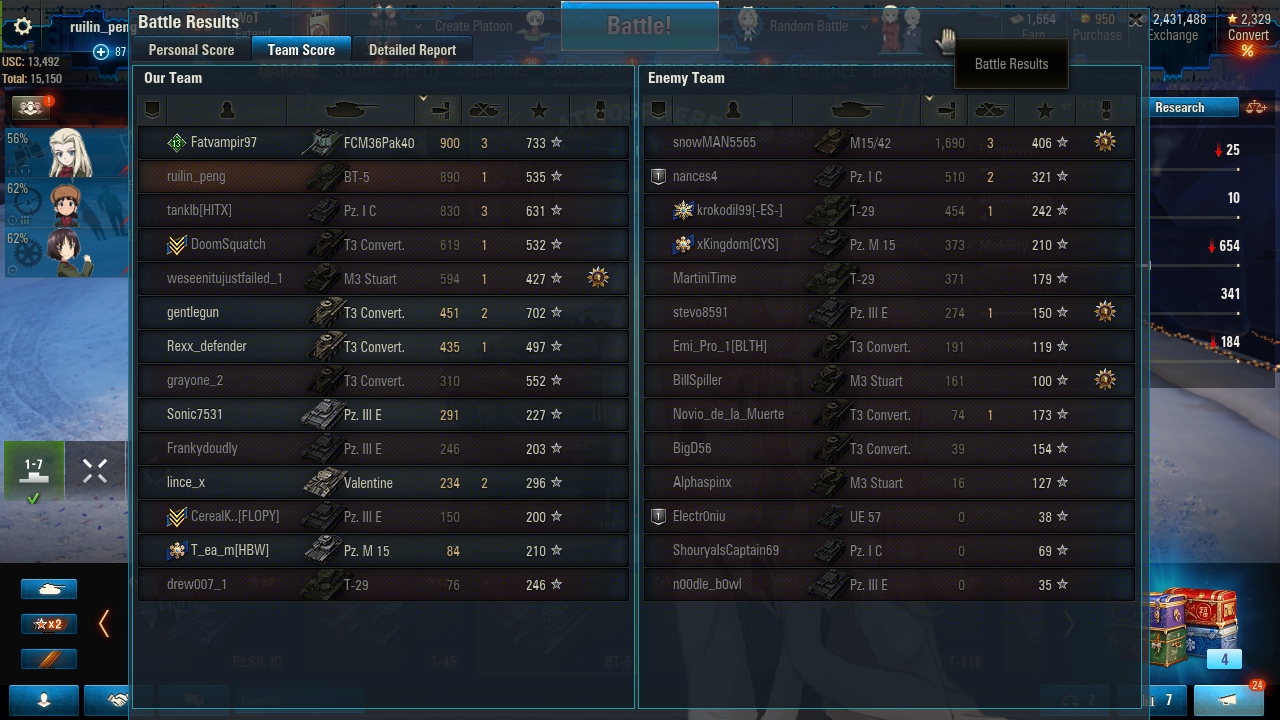 ruilin_peng
WoT
Extend
Create Platoon
Battle!
Random Battle
1,664
Earn
950
Purchase
2,431,488
Exchange
2,329
Convert
%
87
USC: 13,492
Total: 15,150
Battle Results
Battle Results
Personal Score
Team Score
Detailed Report
Our Team
Fatvampir97 FCM36Pak40 900 3 733
ruilin_peng BT-5 890 1 535
tanklb[HITX] Pz. I C 830 3 631
DoomSquatch T3 Convert. 619 1 532
weseenitujustfailed_1 M3 Stuart 594 1 427
gentlegun T3 Convert. 451 2 702
Rexx_defender T3 Convert. 435 1 497
grayone_2 T3 Convert. 310 552
Sonic7531 Pz. III E 291 227
Frankydoudly Pz. III E 246 203
lince_x Valentine 234 2 296
CerealK..[FLOPY] Pz. III E 150 200
T_ea_m[HBW] Pz. M 15 84 210
drew007_1 T-29 76 246
Enemy Team
snowMAN5565 M15/42 1,690 3 406
nances4 Pz. I C 510 2 321
krokodil99[-ES-] T-29 454 1 242
xKingdom[CYS] Pz. M 15 373 210
MartiniTime T-29 371 179
stevo8591 Pz. III E 274 1 150
Emi_Pro_1[BLTH] T3 Convert. 191 119
BillSpiller M3 Stuart 161 100
Novio_de_la_Muerte T3 Convert. 74 1 173
BigD56 T3 Convert. 39 154
Alphaspinx M3 Stuart 16 127
Electr0niu UE 57 0 38
ShouryaIsCaptain69 Pz. I C 0 69
n00dle_b0wl Pz. III E 0 35
56%
62%
62%
1-7
x2
Research
25
10
654
341
184
T-45
T-116
4
2
7
24